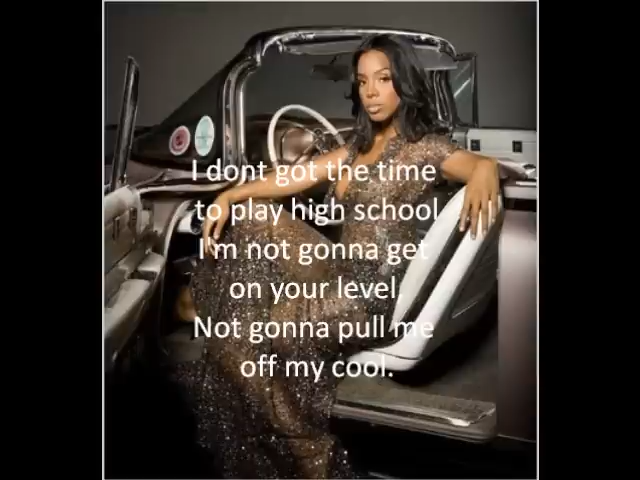 I dont got the time
to play high school
I'm not gonna get
on your level.
Not gonna pull me
off my cool.